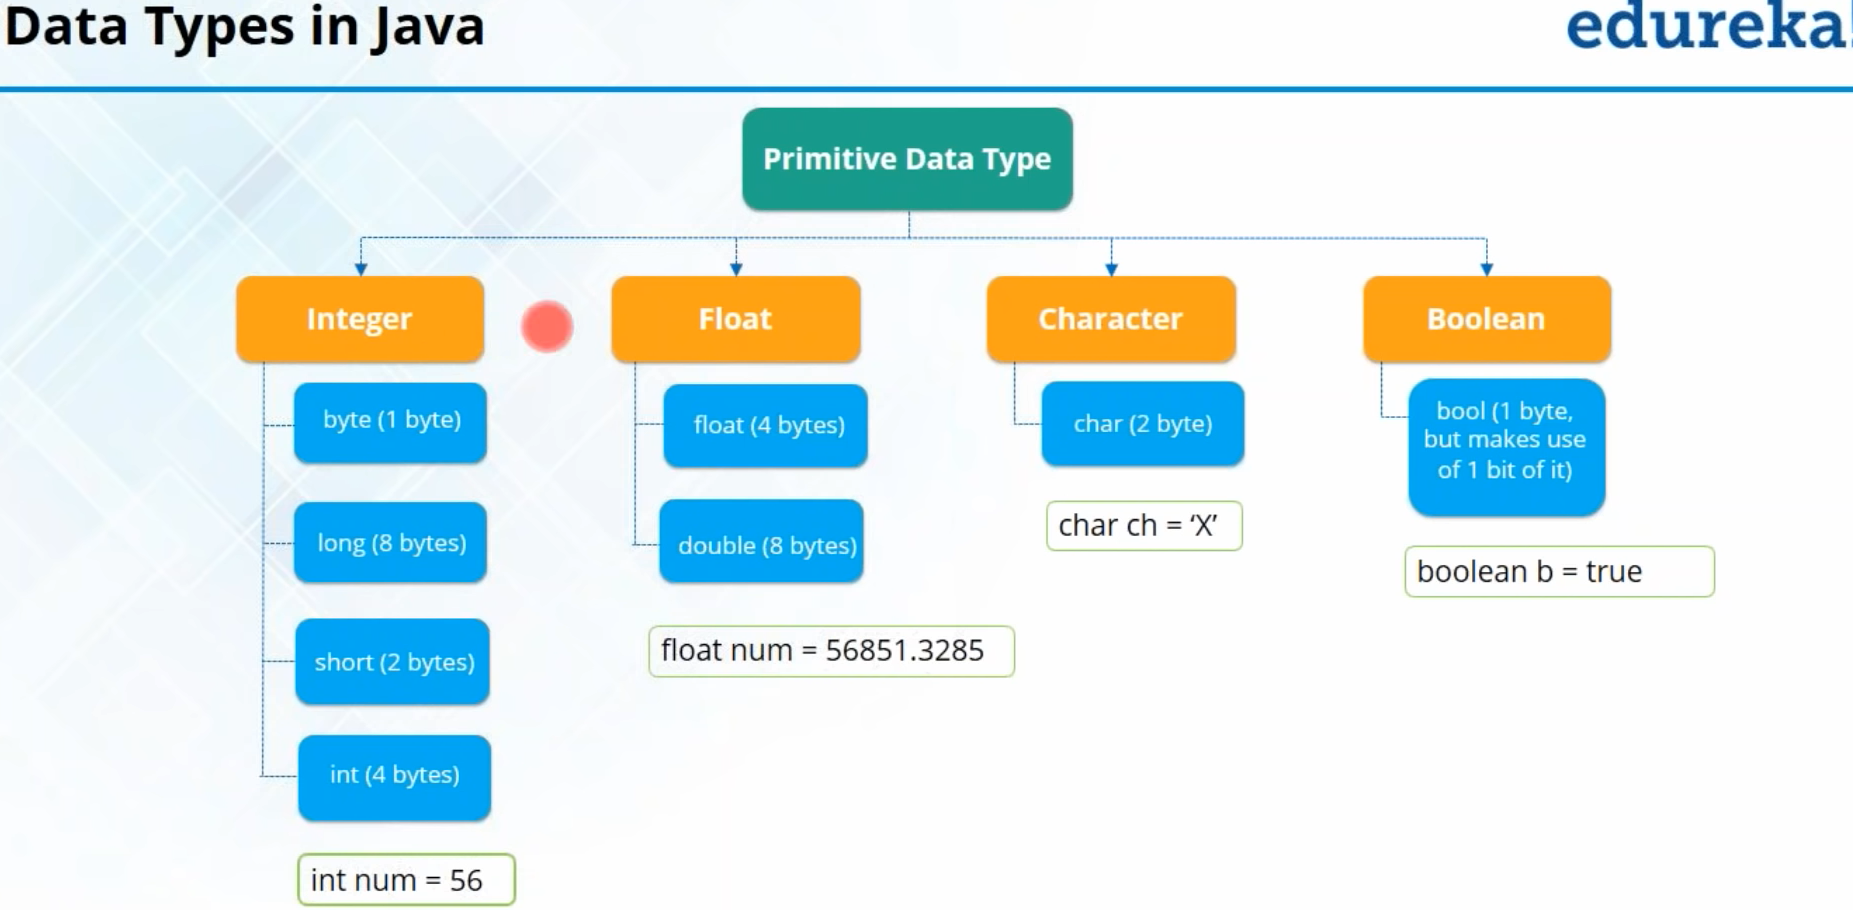 Data Types in Java
edureka!
Primitive Data Type
Integer
Float
Character
Boolean
byte (1 byte)
long (8 bytes)
short (2 bytes)
int (4 bytes)
int num = 56
float (4 bytes)
double (8 bytes)
float num = 56851.3285
char (2 byte)
char ch = ‘X’
bool (1 byte,
but makes use
of 1 bit of it)
boolean b = true